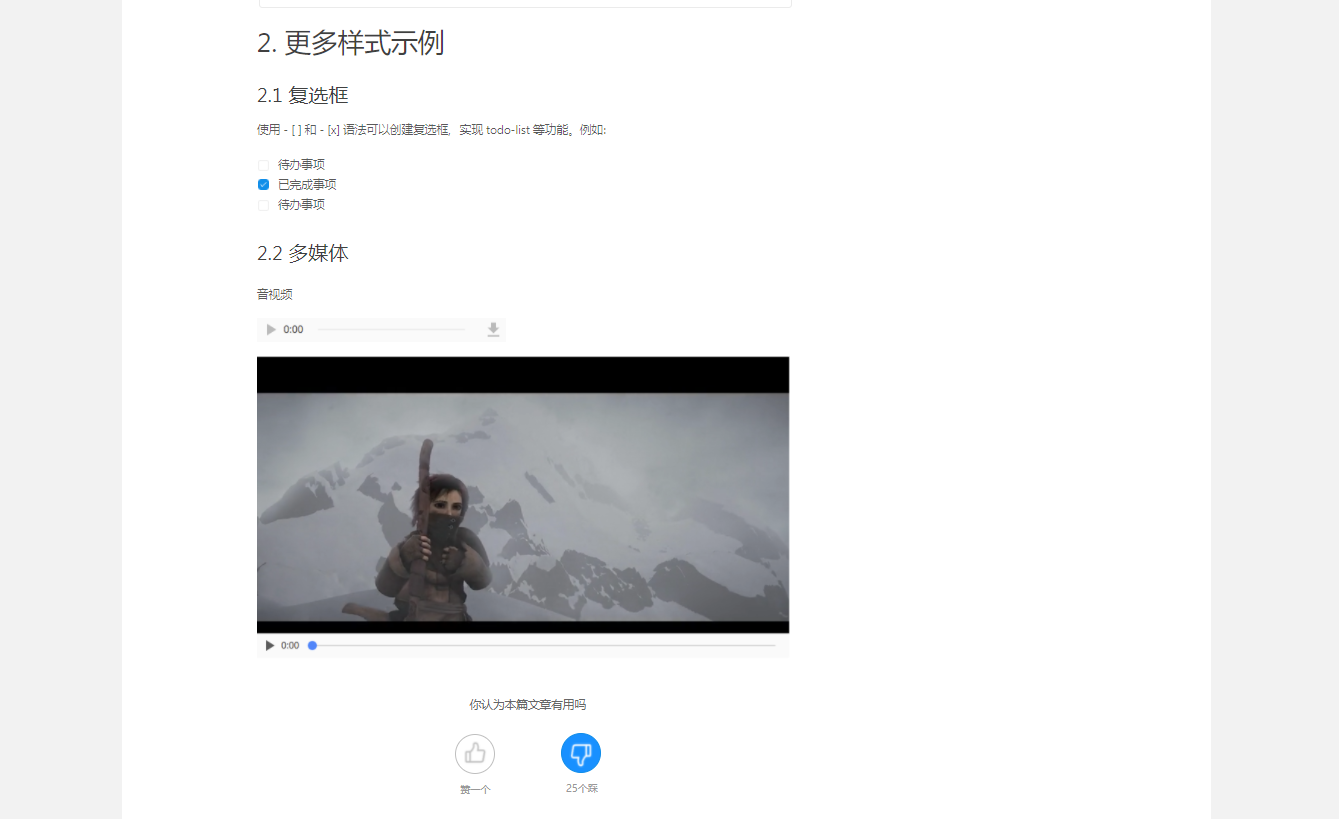 2. 更多样式示例
2.1 复选框
使用 - [ ] 和 - [x] 语法可以创建复选框，实现 todo-list 等功能。例如:
待办事项
已完成事项
待办事项
2.2 多媒体
音视频
0:00
0:00
你认为本篇文章有用吗
赞一个
25个踩